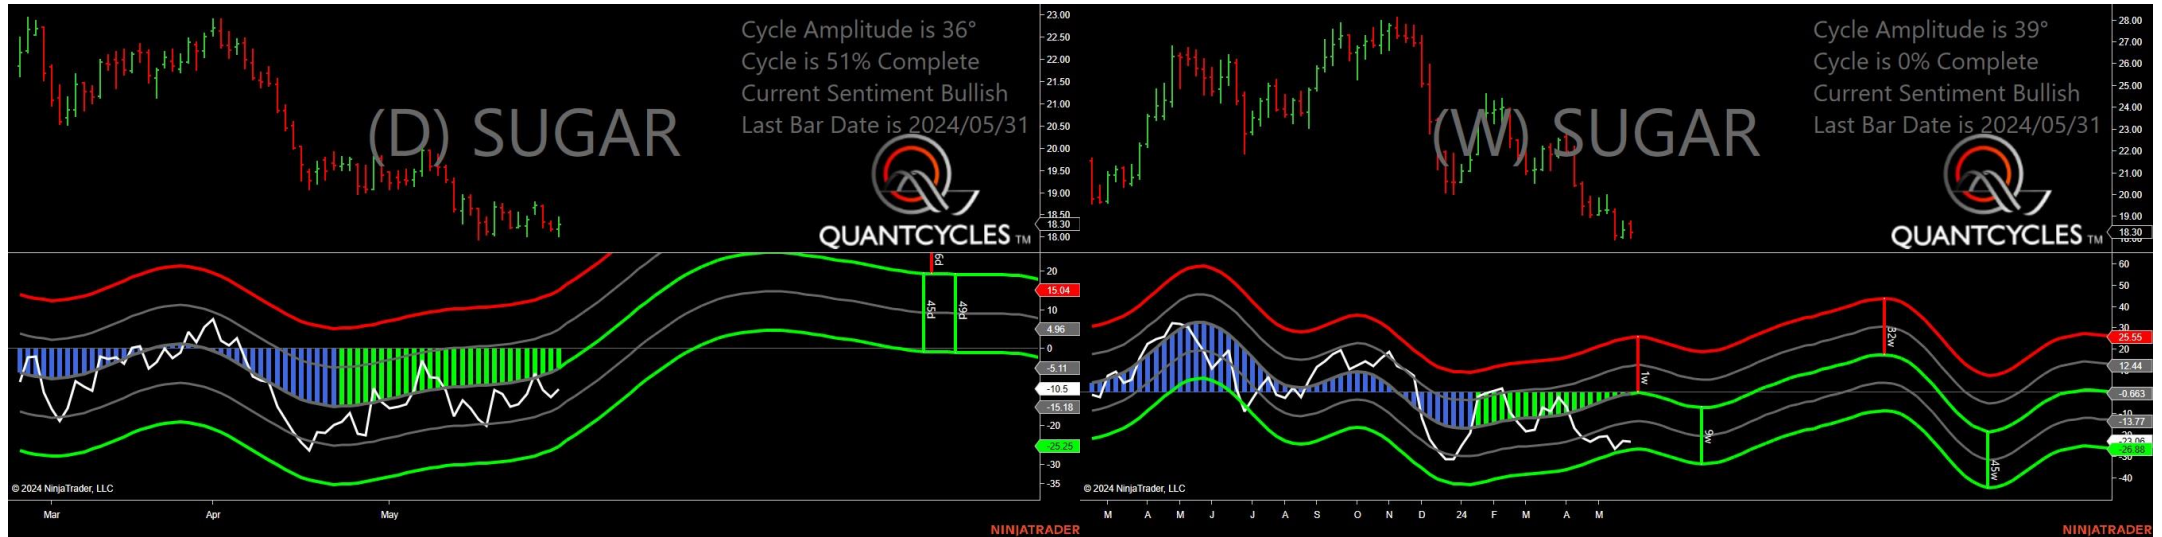 (D) SUGAR
Cycle Amplitude is 36°
Cycle is 51% Complete
Current Sentiment Bullish
Last Bar Date is 2024/05/31
QUANTCYCLES TM
23.00
22.50
22.00
21.50
21.00
20.50
20.00
19.50
19.00
18.50
18.30
18.00
6d
45d
49d
20
15.04
10
4.96
0
-5.11
-10.5
-15.18
-20
-25.25
-30
-35
© 2024 NinjaTrader, LLC
Mar Apr May
NINJATRADER
(W) SUGAR
Cycle Amplitude is 39°
Cycle is 0% Complete
Current Sentiment Bullish
Last Bar Date is 2024/05/31
QUANTCYCLES TM
28.00
27.00
26.00
25.00
24.00
23.00
22.00
21.00
20.00
19.00
18.30
1w
9w
32w
45w
60
50
40
30
25.55
20
12.44
-0.663
-10
-13.77
-23.06
-26.88
-30
-40
© 2024 NinjaTrader, LLC
M A M J J A S O N D 24 F M A M
NINJATRADER